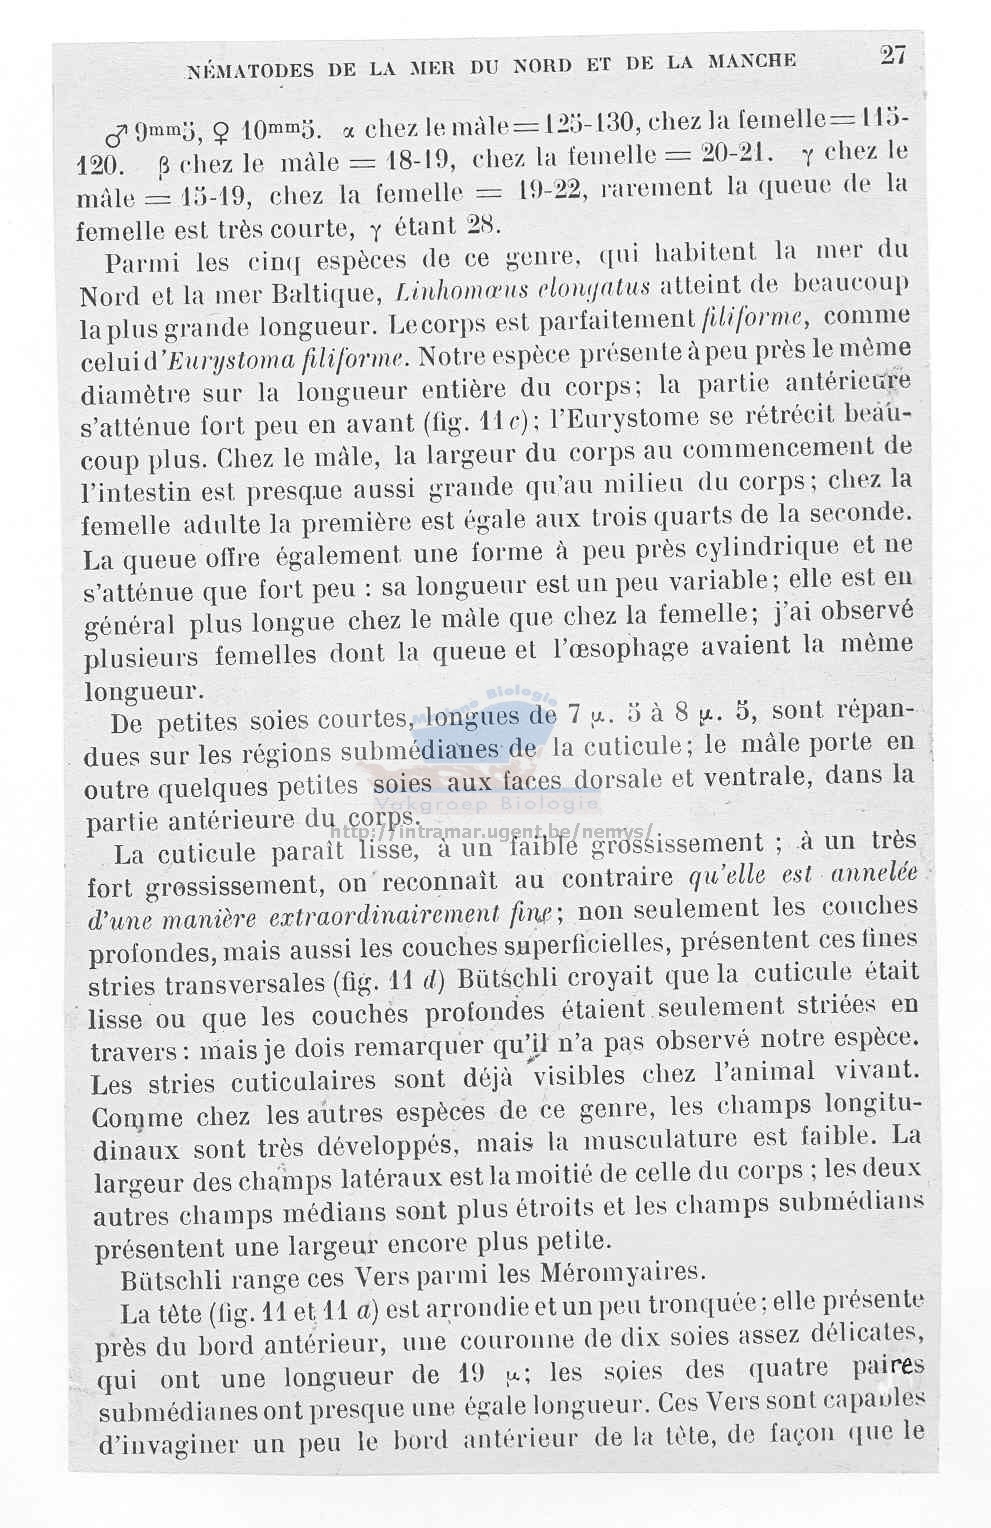 NÉMATODES DE LA MER DU NORD ET DE LA MANCHE 27
♂ 9mm5, ♀ 10mm5. α chez le mâle=125-130, chez la femelle=115-
120. β chez le mâle = 18-19, chez la femelle = 20-21. γ chez le
mâle = 15-19, chez la femelle = 19-22, rarement la queue de la
femelle est très courte, γ étant 28.
Parmi les cinq espèces de ce genre, qui habitent la mer du
Nord et la mer Baltique, Linhomœus elongatus atteint de beaucoup
la plus grande longueur. Le corps est parfaitement filiforme, comme
celui d'Eurystoma filiforme. Notre espèce présente à peu près le même
diamètre sur la longueur entière du corps; la partie antérieure
s'atténue fort peu en avant (fig. 11 c); l'Eurystome se rétrécit beau-
coup plus. Chez le mâle, la largeur du corps au commencement de
l'intestin est presque aussi grande qu'au milieu du corps; chez la
femelle adulte la première est égale aux trois quarts de la seconde.
La queue offre également une forme à peu près cylindrique et ne
s'atténue que fort peu : sa longueur est un peu variable; elle est en
général plus longue chez le mâle que chez la femelle; j'ai observé
plusieurs femelles dont la queue et l'œsophage avaient la même
longueur.
De petites soies courtes, longues de 7 μ. 5 à 8 μ. 5, sont répan-
dues sur les régions submédianes de la cuticule; le mâle porte en
outre quelques petites soies aux faces dorsale et ventrale, dans la
partie antérieure du corps.
La cuticule paraît lisse, à un faible grossissement ; à un très
fort grossissement, on reconnaît au contraire qu'elle est annelée
d'une manière extraordinairement fine; non seulement les couches
profondes, mais aussi les couches superficielles, présentent ces fines
stries transversales (fig. 11 d) Bütschli croyait que la cuticule était
lisse ou que les couches profondes étaient seulement striées en
travers : mais je dois remarquer qu'il n'a pas observé notre espèce.
Les stries cuticulaires sont déjà visibles chez l'animal vivant.
Comme chez les autres espèces de ce genre, les champs longitu-
dinaux sont très développés, mais la musculature est faible. La
largeur des champs latéraux est la moitié de celle du corps ; les deux
autres champs médians sont plus étroits et les champs submédians
présentent une largeur encore plus petite.
Bütschli range ces Vers parmi les Méromyaires.
La tête (fig. 11 et 11 a) est arrondie et un peu tronquée; elle présente
près du bord antérieur, une couronne de dix soies assez délicates,
qui ont une longueur de 19 μ; les soies des quatre paires
submédianes ont presque une égale longueur. Ces Vers sont capables
d'invaginer un peu le bord antérieur de la tête, de façon que le
Mariene Biologie
Vakgroep Biologie
http://intramar.ugent.be/nemys/